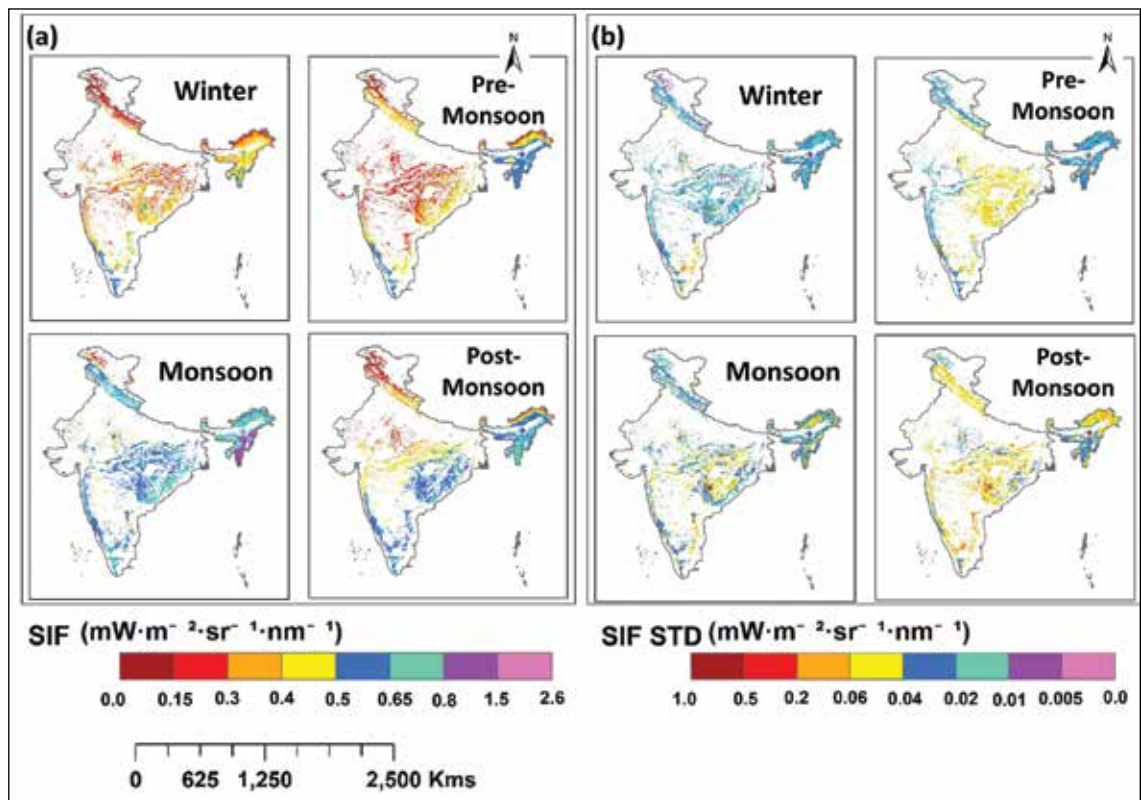 (a)
N
Winter
Pre-
Monsoon
Monsoon
Post-
Monsoon
SIF (mW·m⁻ ²·sr⁻ ¹·nm⁻ ¹)
0.0 0.15 0.3 0.4 0.5 0.65 0.8 1.5 2.6
0 625 1,250 2,500 Kms
(b)
N
Winter
Pre-
Monsoon
Monsoon
Post-
Monsoon
SIF STD (mW·m⁻ ²·sr⁻ ¹·nm⁻ ¹)
1.0 0.5 0.2 0.06 0.04 0.02 0.01 0.005 0.0